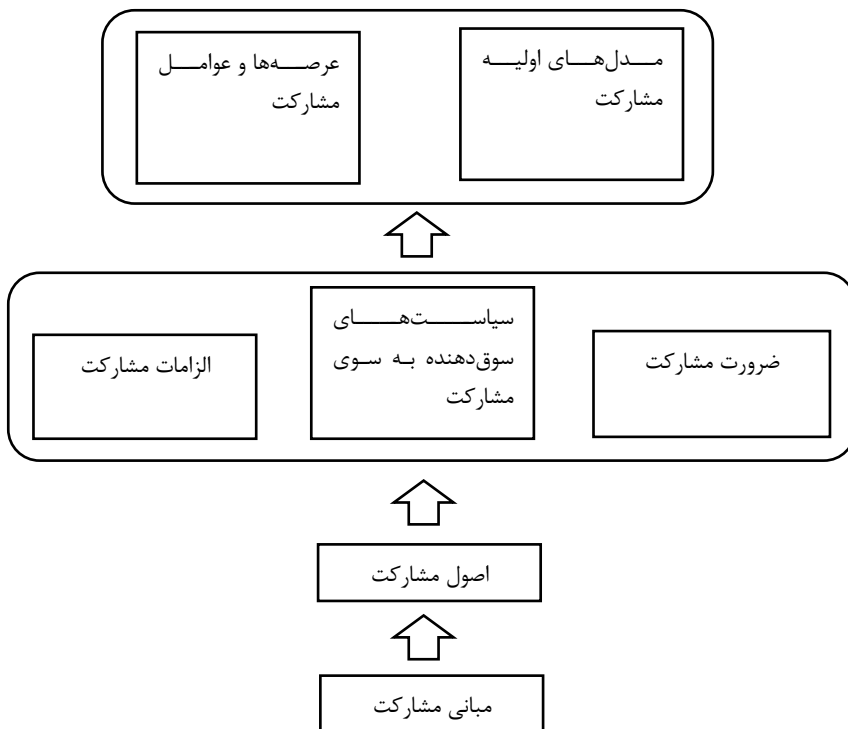 مدل‌های اولیه
مشارکت
عرصه‌ها و عوامل
مشارکت
ضرورت مشارکت
سیاست‌های
سوق‌دهنده به سوی
مشارکت
الزامات مشارکت
اصول مشارکت
مبانی مشارکت